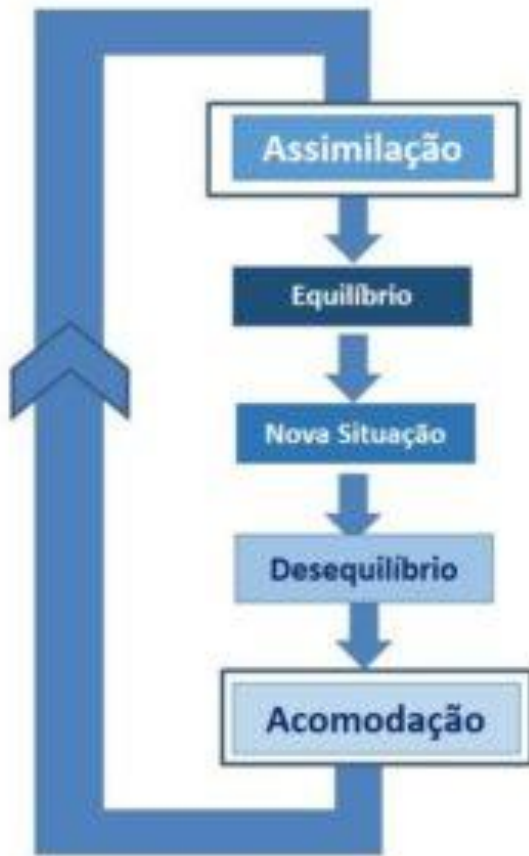 Assimilação
Equilíbrio
Nova Situação
Desequilíbrio
Acomodação